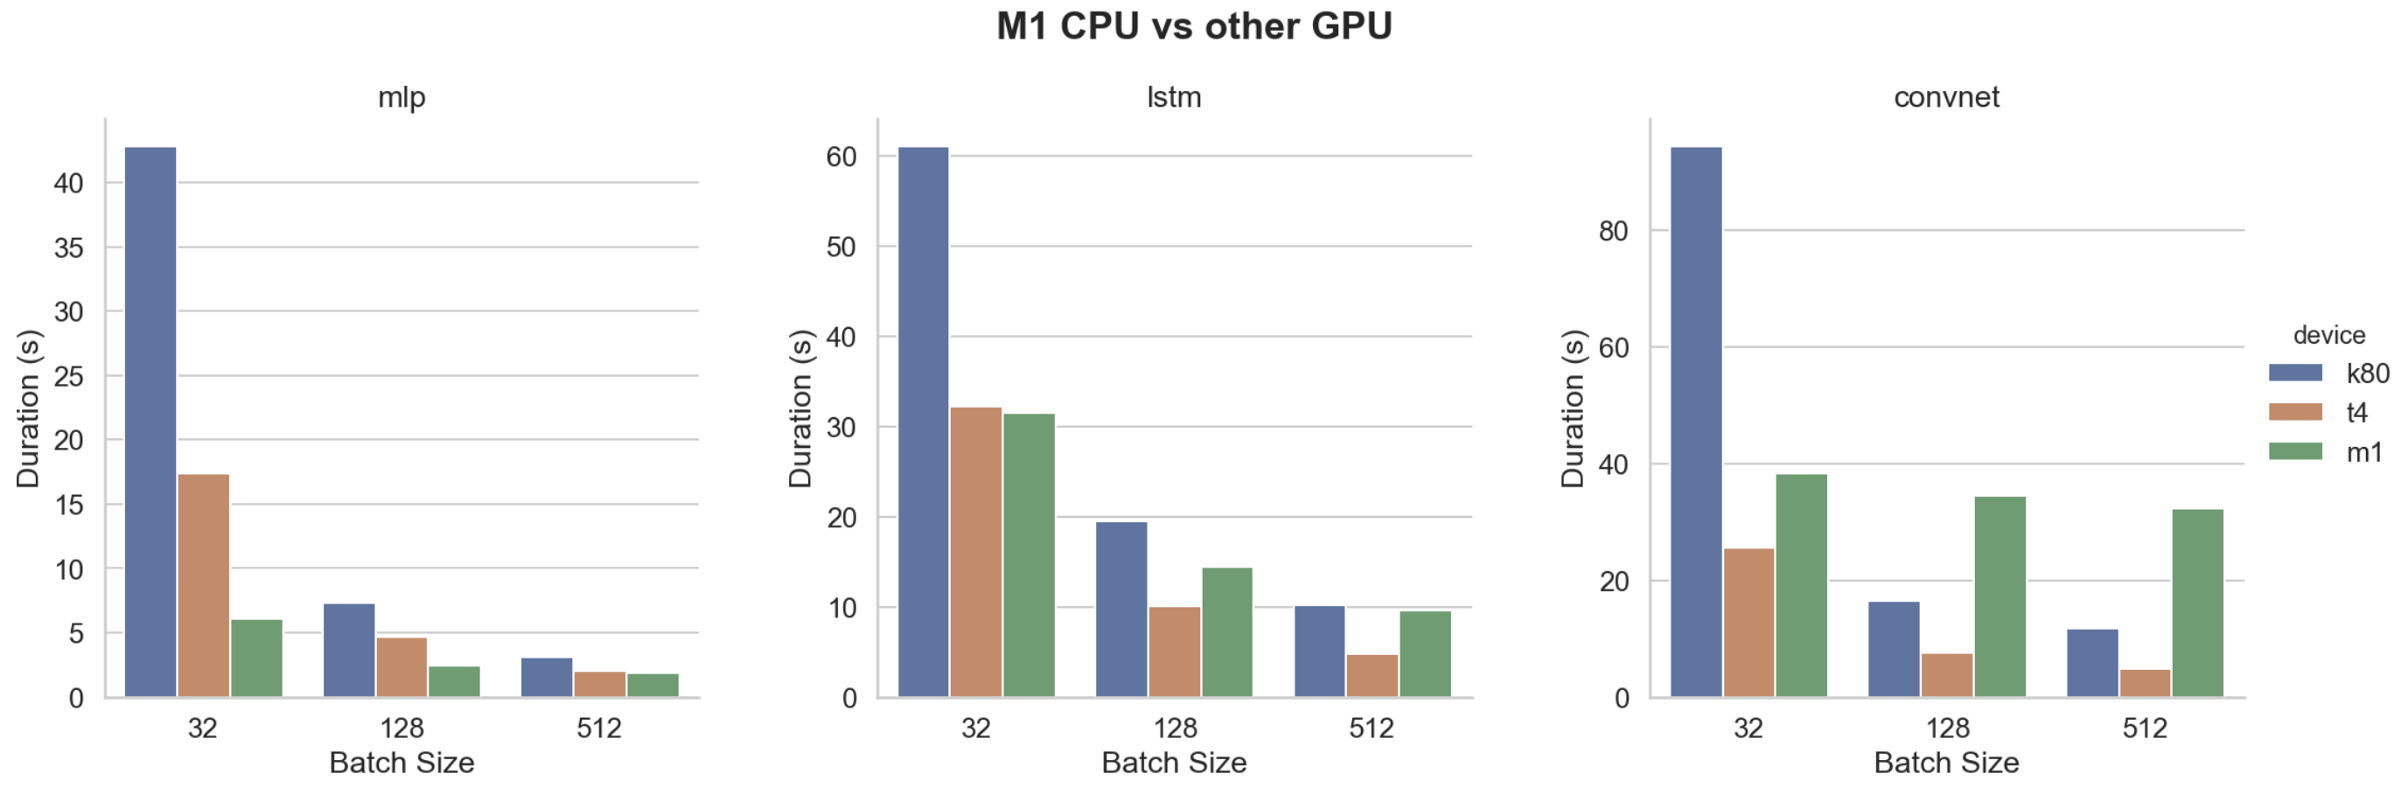 M1 CPU vs other GPU
mlp
Duration (s)
40
35
30
25
20
15
10
5
0
32 128 512
Batch Size
lstm
Duration (s)
60
50
40
30
20
10
0
32 128 512
Batch Size
convnet
Duration (s)
80
60
40
20
0
32 128 512
Batch Size
device
k80
t4
m1